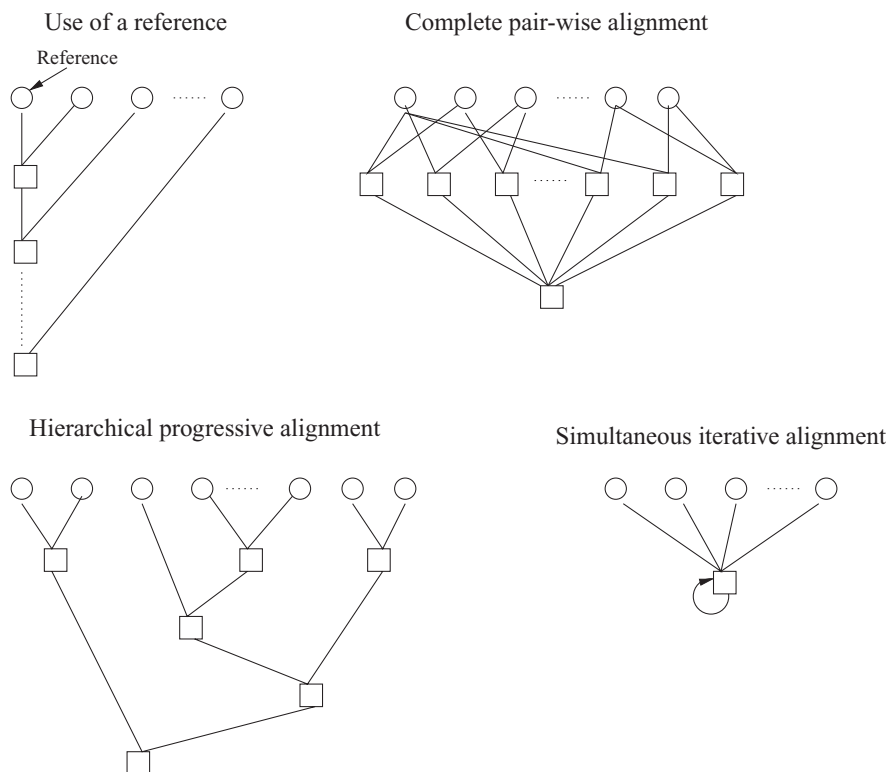 Use of a reference
Complete pair-wise alignment
Reference
Hierarchical progressive alignment
Simultaneous iterative alignment